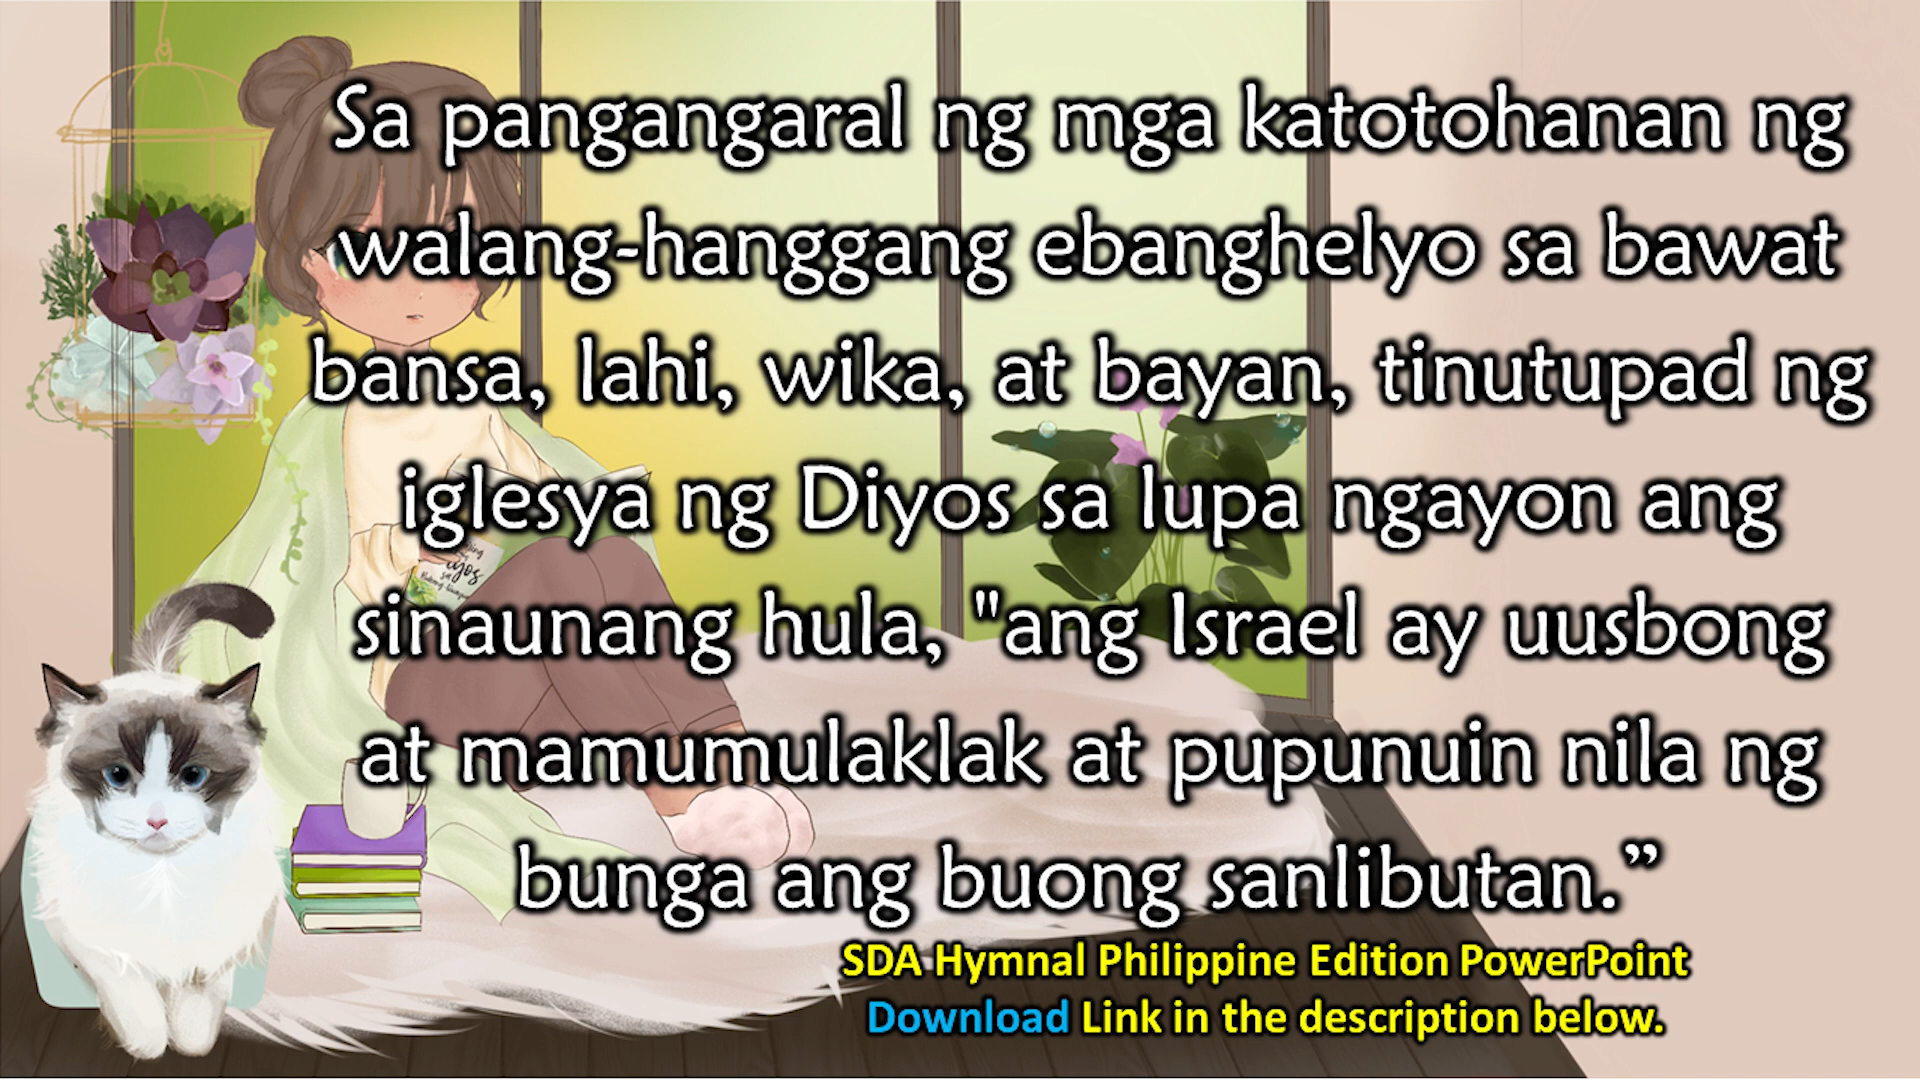 Sa pangangaral ng mga katotohanan ng
walang-hanggang ebanghelyo sa bawat
bansa, lahi, wika, at bayan, tinutupad ng
iglesya ng Diyos sa lupa ngayon ang
sinaunang hula, "ang Israel ay uusbong
at mamumulaklak at pupunuin nila ng
bunga ang buong sanlibutan.”
SDA Hymnal Philippine Edition PowerPoint
Download Link in the description below.